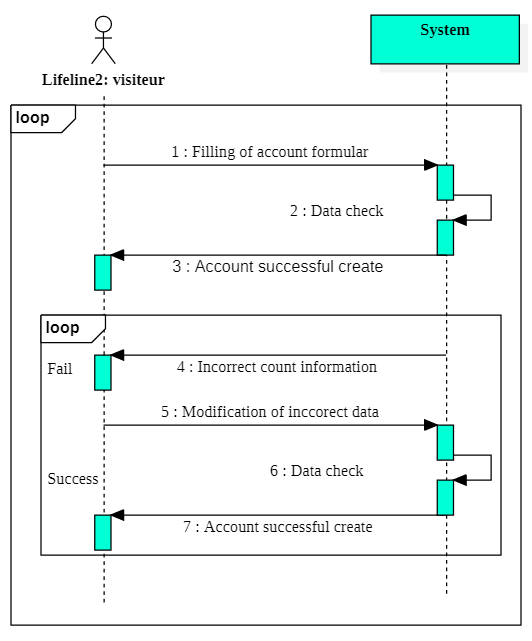 System
Lifeline2: visiteur
loop
1 : Filling of account formular
2 : Data check
3 : Account successful create
loop
Fail
4 : Incorrect count information
5 : Modification of inccorect data
6 : Data check
Success
7 : Account successful create